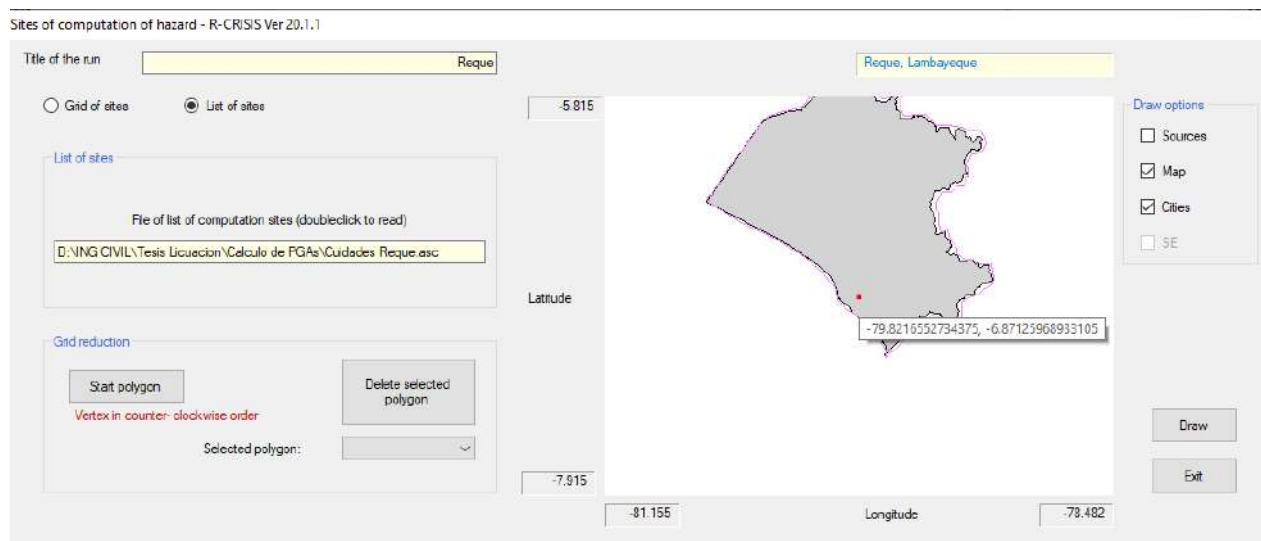 Sites of computation of hazard - R-CRISIS Ver 20.1.1
Title of the run
Reque
Reque, Lambayeque
Grid of sites
List of sites
-5.815
Draw options
Sources
Map
Cities
SE
List of sites
File of list of computation sites (doubleclick to read)
D:\ING CIVIL\Tesis Licuacion\Calculo de PGAs\Cuidades Reque.asc
Latitude
-79.8216552734375, -6.87125968933105
Grid reduction
Start polygon
Delete selected
polygon
Vertex in counter- clockwise order
Selected polygon:
Draw
Exit
-7.915
-81.155
Longitude
-78.482